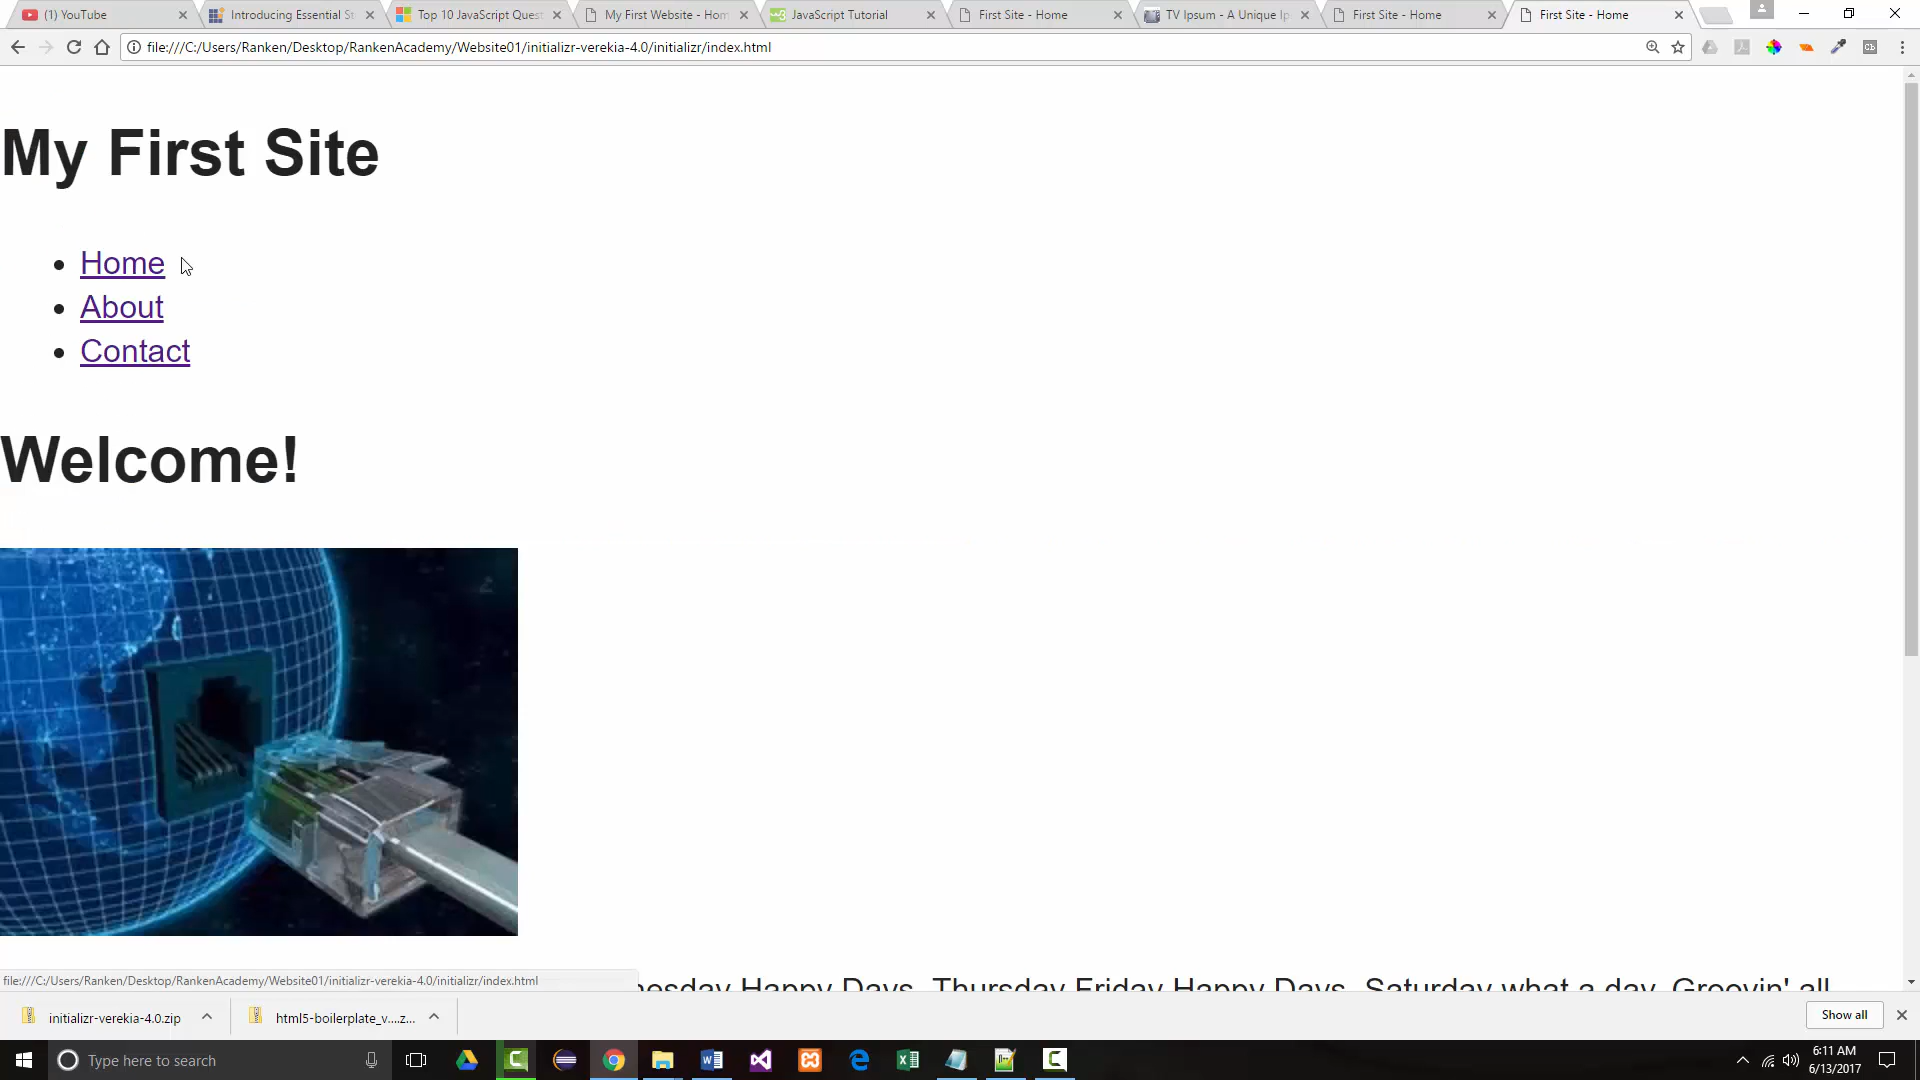 (1) YouTube
Introducing Essential St
Top 10 JavaScript Quest
My First Website - Hom
JavaScript Tutorial
First Site - Home
TV Ipsum - A Unique Ip
First Site - Home
First Site - Home
file:///C:/Users/Ranken/Desktop/RankenAcademy/Website01/initializr-verekia-4.0/initializr/index.html
My First Site
Home
About
Contact
Welcome!
Happy Days, Thursday Friday Happy Days. Saturday what a day, Groovin' all
file:///C:/Users/Ranken/Desktop/RankenAcademy/Website01/initializr-verekia-4.0/initializr/index.html
initializr-verekia-4.0.zip
html5-boilerplate_v....z...
Show all
Type here to search
6:11 AM
6/13/2017